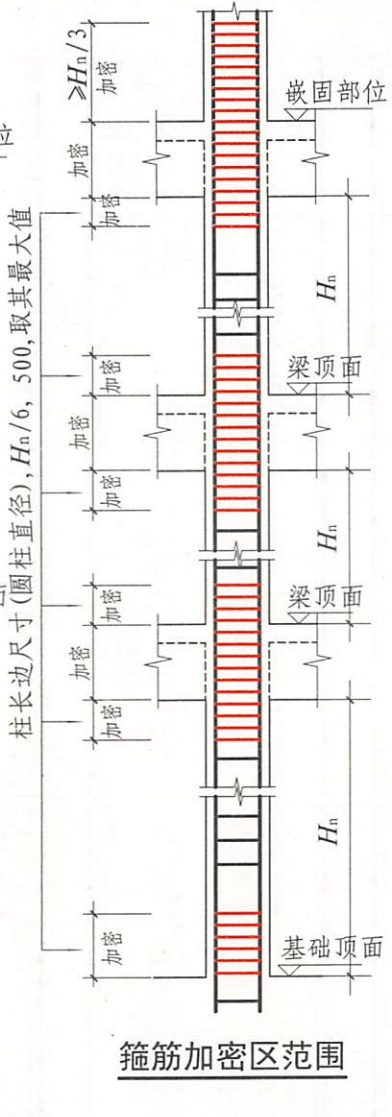 ≥Hn/3
加密
嵌固部位
位
加密
加密
柱长边尺寸(圆柱直径),Hn/6, 500,取其最大值
Hn
加密
梁顶面
加密
加密
Hn
加密
梁顶面
加密
加密
Hn
加密
基础顶面
箍筋加密区范围